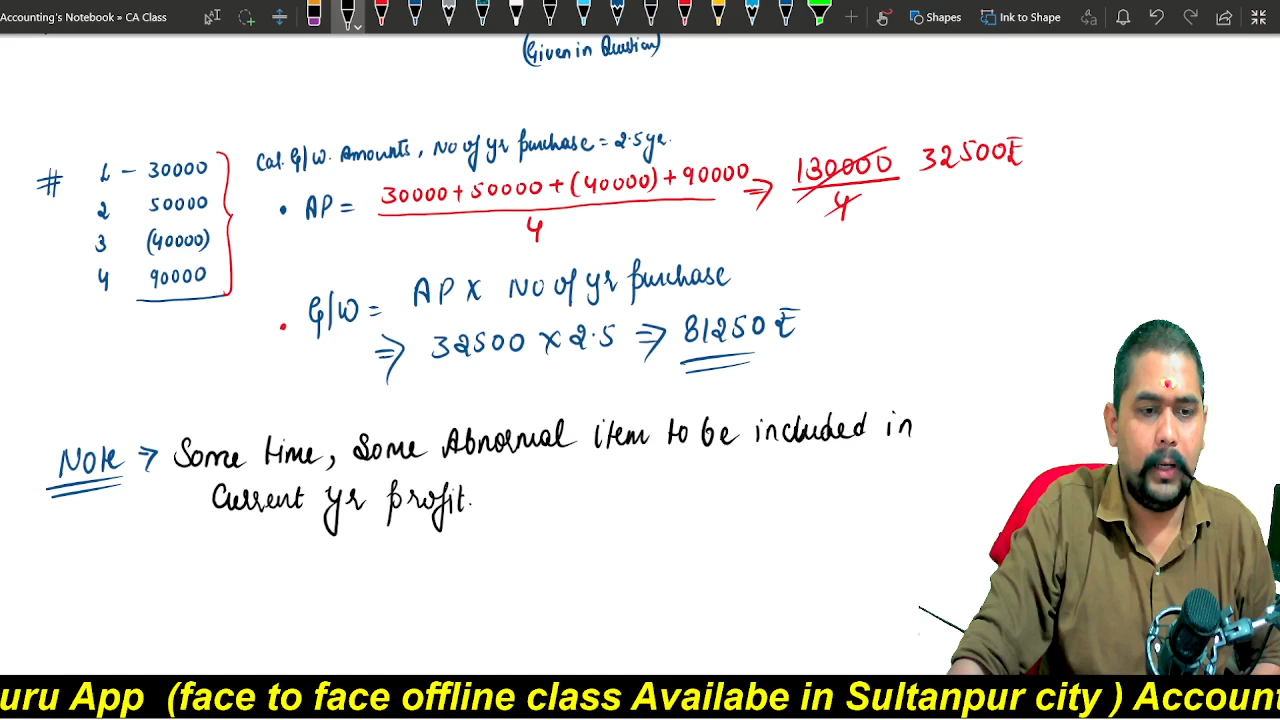 Accounting's Notebook » CA Class
Shapes
Ink to Shape
(Given in Question)
# 1 - 30000
2 50000
3 (40000)
4 90000
Cal. G/W. Amounts, No of yr purchase = 2.5 yr.
• AP = 30000 + 50000 + (40000) + 90000 / 4 ⇒ 130000 / 4 32500₹
• G/W = AP x No of yr purchase
⇒ 32500 x 2.5 ⇒ 81250₹
Note ⇒ Some time, Some Abnormal item to be included in
Current yr profit.
uru App (face to face offline class Availabe in Sultanpur city ) Account